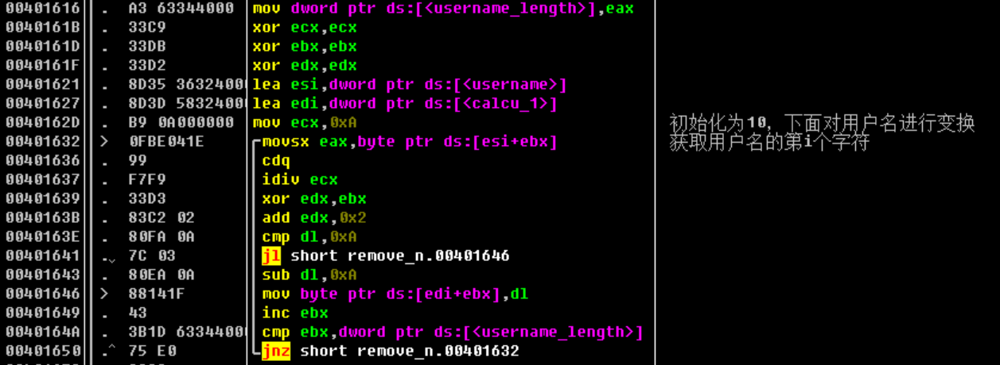 00401616 . A3 63344000 mov dword ptr ds:[<username_length>],eax
0040161B . 33C9 xor ecx,ecx
0040161D . 33DB xor ebx,ebx
0040161F . 33D2 xor edx,edx
00401621 . 8D35 36324000 lea esi,dword ptr ds:[<username>]
00401627 . 8D3D 58324000 lea edi,dword ptr ds:[<calcu_1>]
0040162D . B9 0A000000 mov ecx,0xA 初始化为10, 下面对用户名进行变换
00401632 > 0FBE041E movsx eax,byte ptr ds:[esi+ebx] 获取用户名的第i个字符
00401636 . 99 cdq
00401637 . F7F9 idiv ecx
00401639 . 33D3 xor edx,ebx
0040163B . 83C2 02 add edx,0x2
0040163E . 80FA 0A cmp dl,0xA
00401641 .ˇ 7C 03 jl short remove_n.00401646
00401643 . 80EA 0A sub dl,0xA
00401646 > 88141F mov byte ptr ds:[edi+ebx],dl
00401649 . 43 inc ebx
0040164A . 3B1D 63344000 cmp ebx,dword ptr ds:[<username_length>]
00401650 .^ 75 E0 jnz short remove_n.00401632